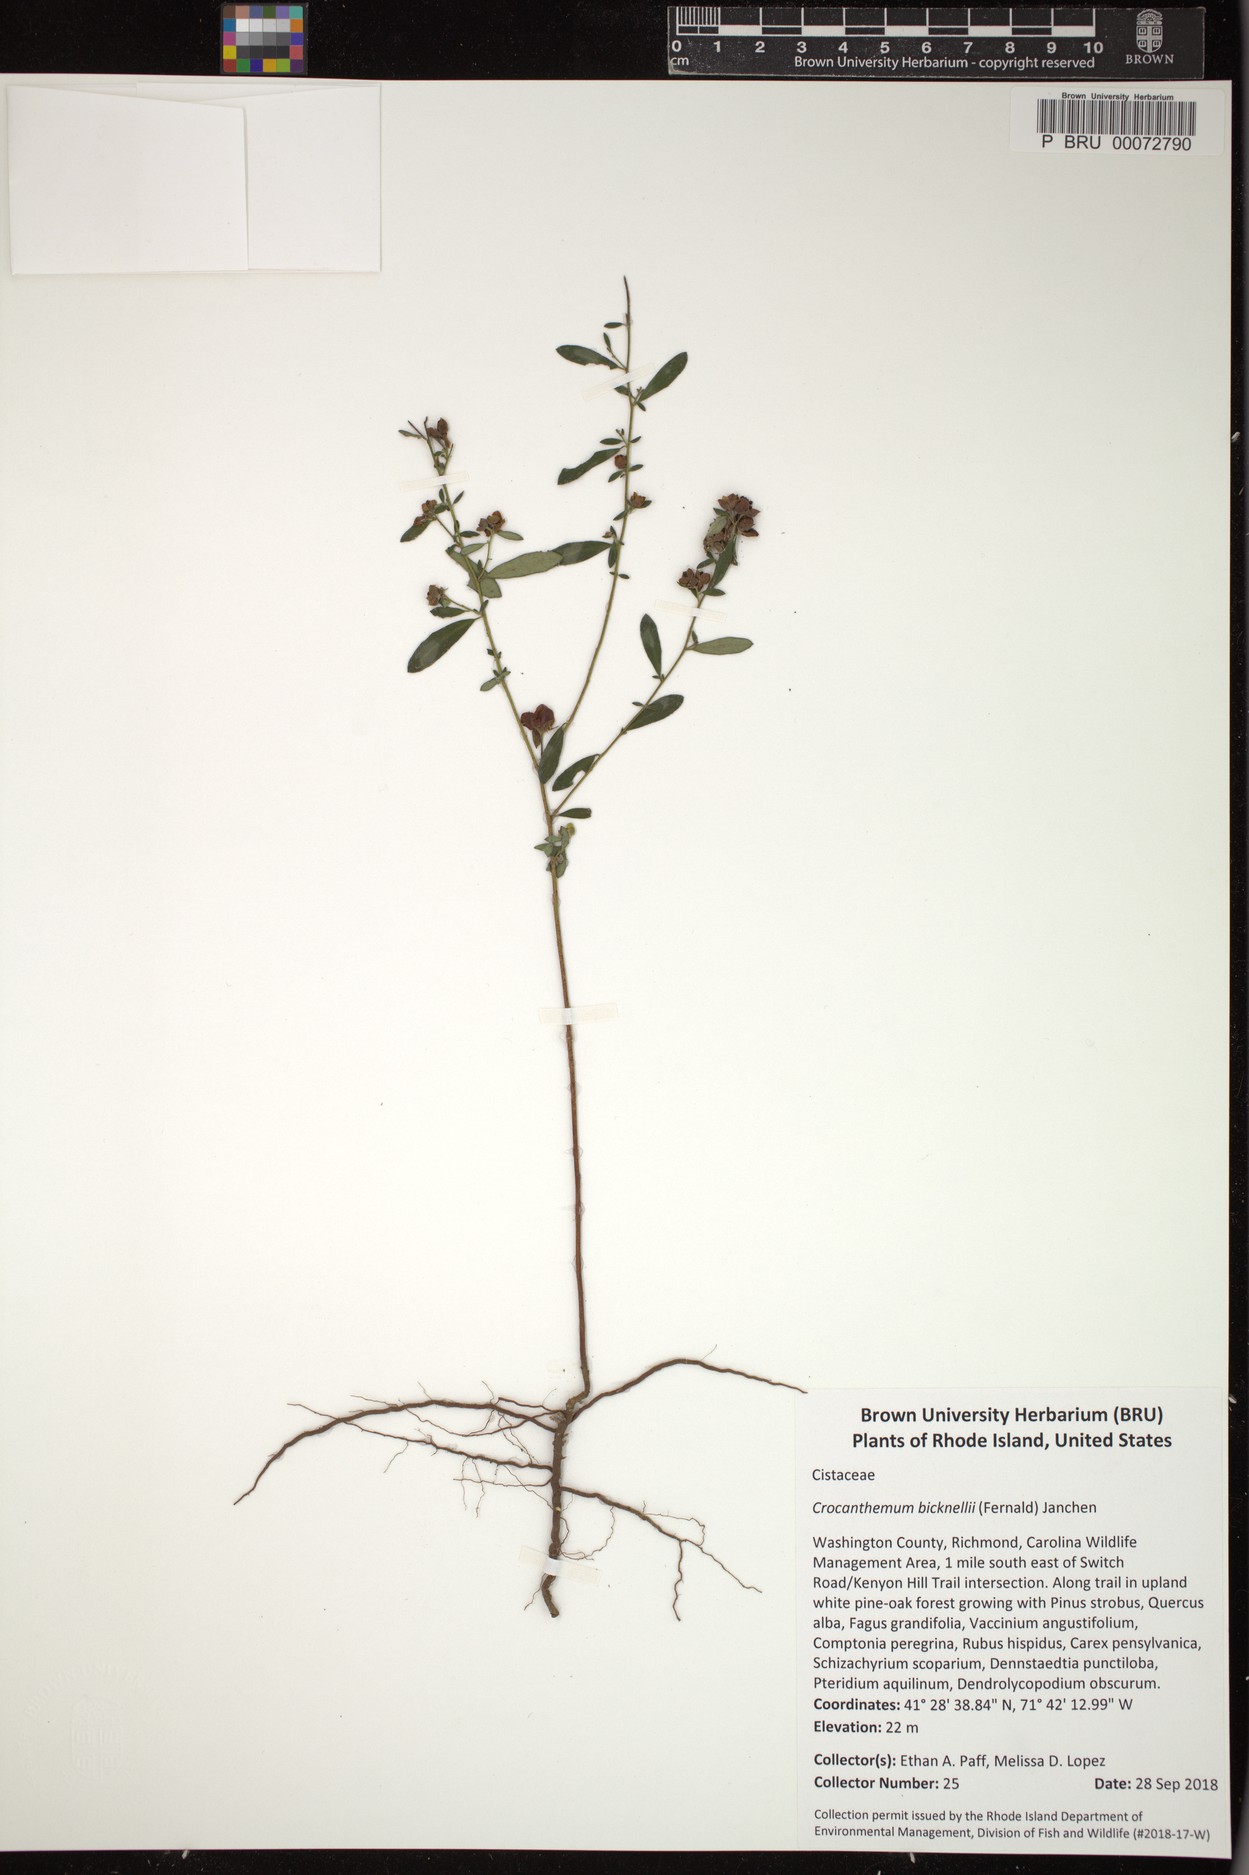 0 1 2 3 4 5 6 7 8 9 10
cm
Brown University Herbarium - copyright reserved
BROWN
Brown University Herbarium
P BRU 00072790
Brown University Herbarium (BRU)
Plants of Rhode Island, United States
Cistaceae
Crocanthemum bicknellii (Fernald) Janchen
Washington County, Richmond, Carolina Wildlife
Management Area, 1 mile south east of Switch
Road/Kenyon Hill Trail intersection. Along trail in upland
white pine-oak forest growing with Pinus strobus, Quercus
alba, Fagus grandifolia, Vaccinium angustifolium,
Comptonia peregrina, Rubus hispidus, Carex pensylvanica,
Schizachyrium scoparium, Dennstaedtia punctiloba,
Pteridium aquilinum, Dendrolycopodium obscurum.
Coordinates: 41° 28' 38.84" N, 71° 42' 12.99" W
Elevation: 22 m
Collector(s): Ethan A. Paff, Melissa D. Lopez
Collector Number: 25 Date: 28 Sep 2018
Collection permit issued by the Rhode Island Department of
Environmental Management, Division of Fish and Wildlife (#2018-17-W)